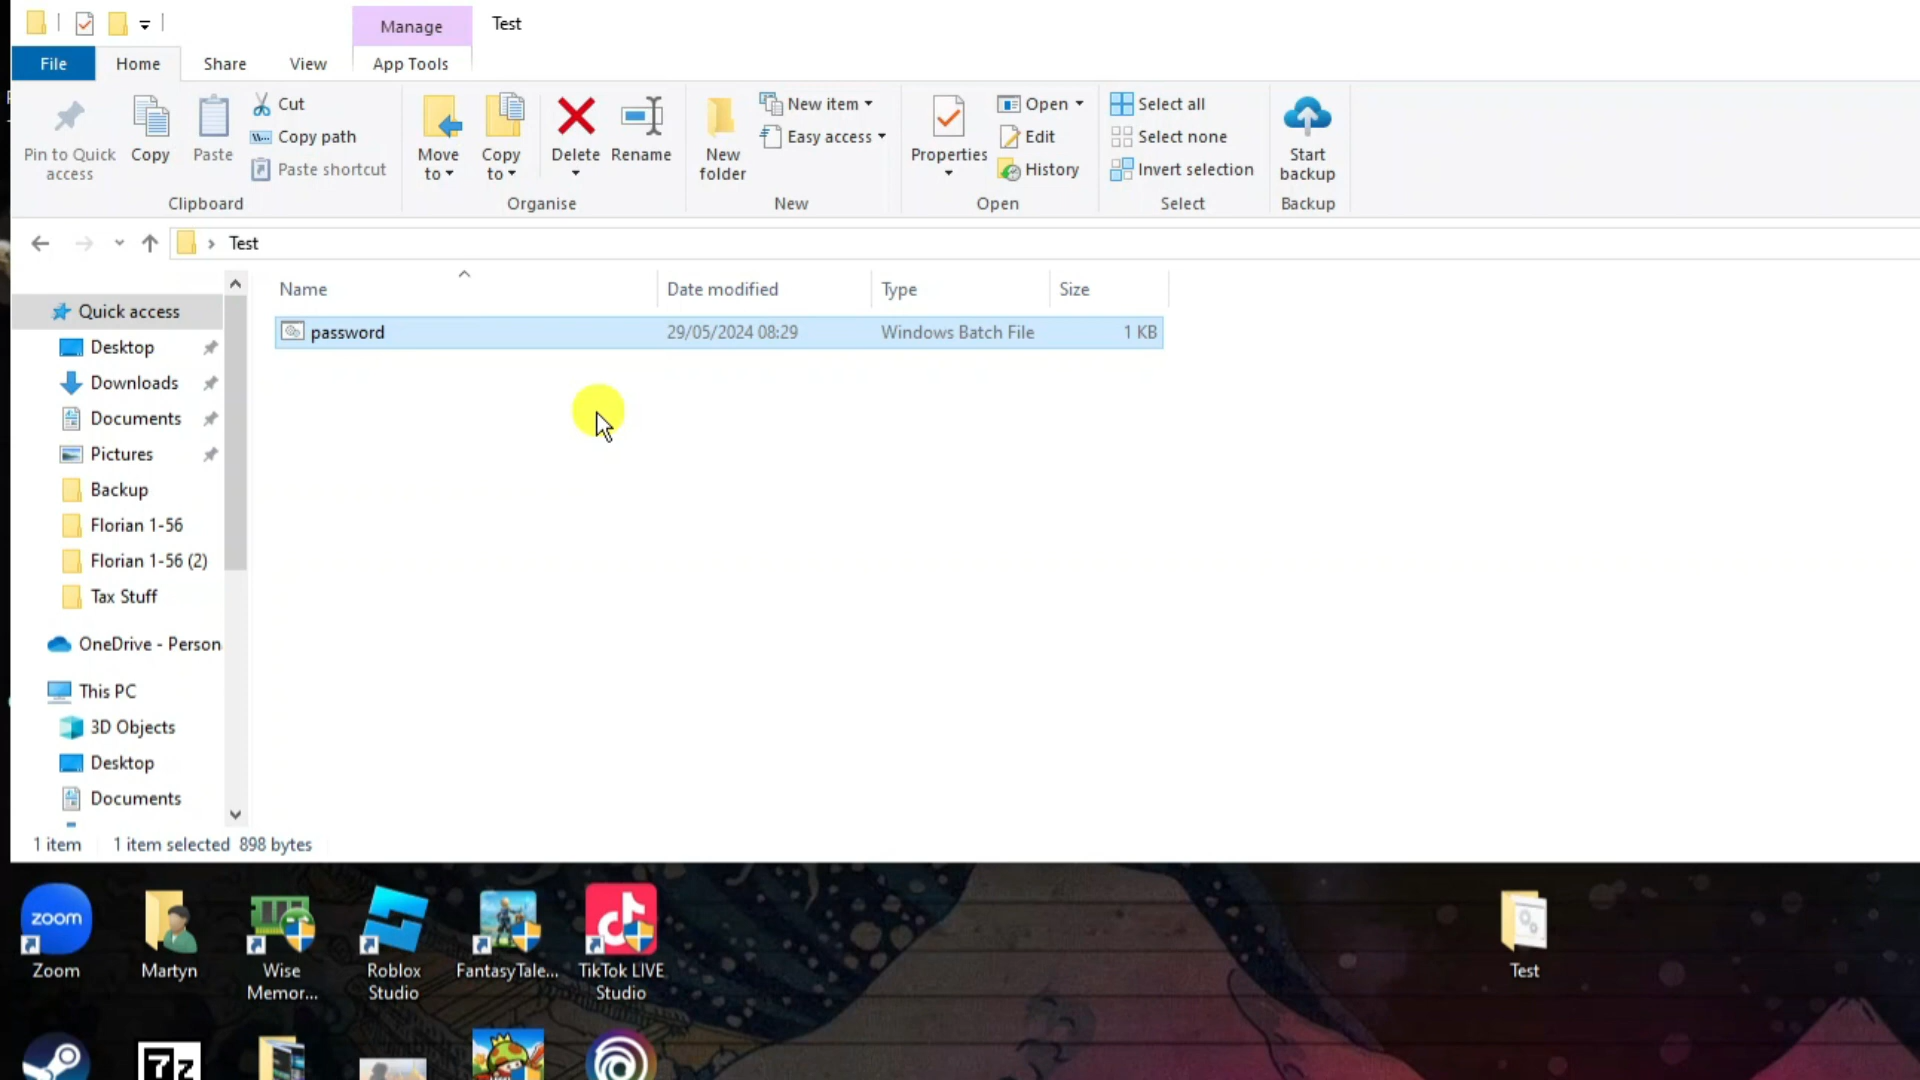 Manage
Test
File
Home
Share
View
App Tools
Pin to Quick
access
Copy
Paste
Cut
Copy path
Paste shortcut
Clipboard
Move
to
Copy
to
Delete
Rename
Organise
New
folder
New item
Easy access
New
Properties
Open
Edit
History
Open
Select all
Select none
Invert selection
Select
Start
backup
Backup
Test
Name
Date modified
Type
Size
password
29/05/2024 08:29
Windows Batch File
1 KB
Quick access
Desktop
Downloads
Documents
Pictures
Backup
Florian 1-56
Florian 1-56 (2)
Tax Stuff
OneDrive - Person
This PC
3D Objects
Desktop
Documents
1 item
1 item selected 898 bytes
zoom
Zoom
Martyn
Wise
Memor...
Roblox
Studio
FantasyTale...
TikTok LIVE
Studio
Test
7z